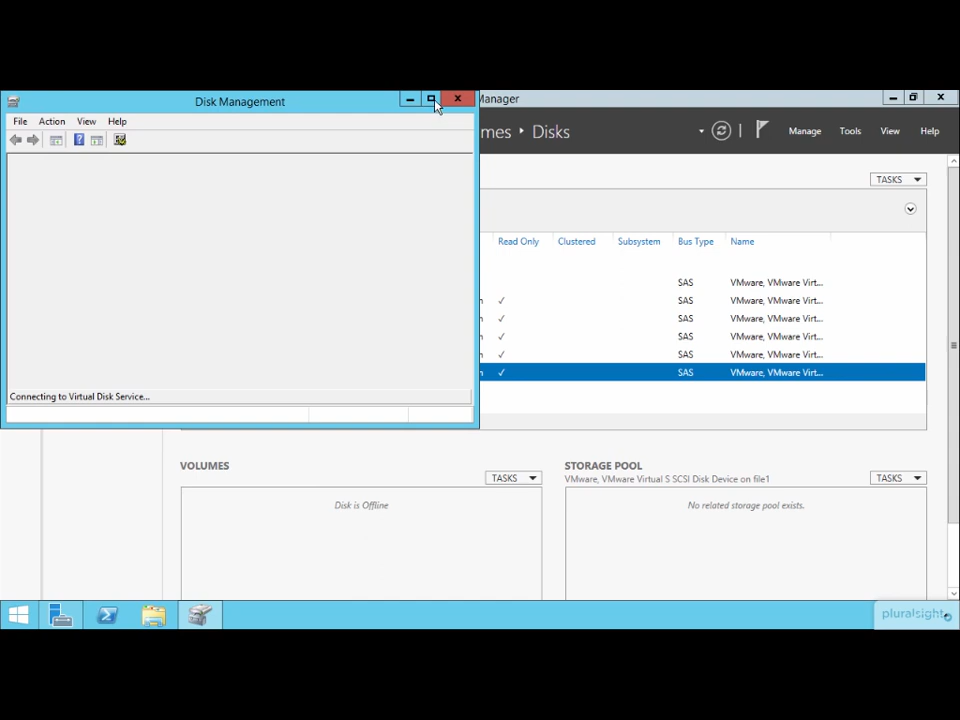 Disk Management
File Action View Help
Connecting to Virtual Disk Service...
Manager
mes ‣ Disks
Manage Tools View Help
TASKS
Read Only Clustered Subsystem Bus Type Name
SAS VMware, VMware Virt...
n ✓ SAS VMware, VMware Virt...
n ✓ SAS VMware, VMware Virt...
n ✓ SAS VMware, VMware Virt...
n ✓ SAS VMware, VMware Virt...
n ✓ SAS VMware, VMware Virt...
VOLUMES
TASKS
Disk is Offline
STORAGE POOL
VMware, VMware Virtual S SCSI Disk Device on file1
TASKS
No related storage pool exists.
pluralsight